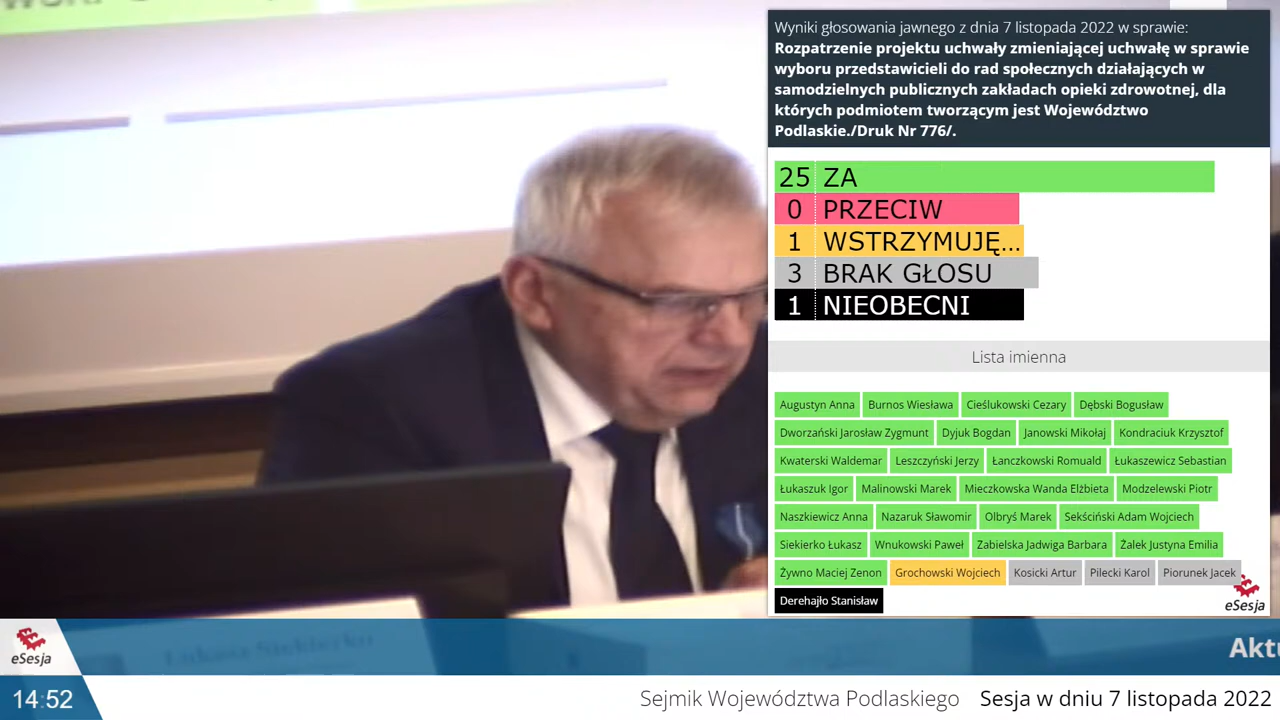 Wyniki głosowania jawnego z dnia 7 listopada 2022 w sprawie:
Rozpatrzenie projektu uchwały zmieniającej uchwałę w sprawie
wyboru przedstawicieli do rad społecznych działających w
samodzielnych publicznych zakładach opieki zdrowotnej, dla
których podmiotem tworzącym jest Województwo
Podlaskie./Druk Nr 776/.
25 ZA
0 PRZECIW
1 WSTRZYMUJĘ...
3 BRAK GŁOSU
1 NIEOBECNI
Lista imienna
Augustyn Anna Burnos Wiesława Cieślukowski Cezary Dębski Bogusław
Dworzański Jarosław Zygmunt Dyjuk Bogdan Janowski Mikołaj Kondraciuk Krzysztof
Kwaterski Waldemar Leszczyński Jerzy Łanczkowski Romuald Łukaszewicz Sebastian
Łukaszuk Igor Malinowski Marek Mieczkowska Wanda Elżbieta Modzelewski Piotr
Naszkiewicz Anna Nazaruk Sławomir Olbryś Marek Sekściński Adam Wojciech
Siekierko Łukasz Wnukowski Paweł Zabielska Jadwiga Barbara Żalek Justyna Emilia
Żywno Maciej Zenon Grochowski Wojciech Kosicki Artur Pilecki Karol Piorunek Jacek
Derehajło Stanisław
eSesja
eSesja
Aktu
14:52
Sejmik Województwa Podlaskiego Sesja w dniu 7 listopada 2022